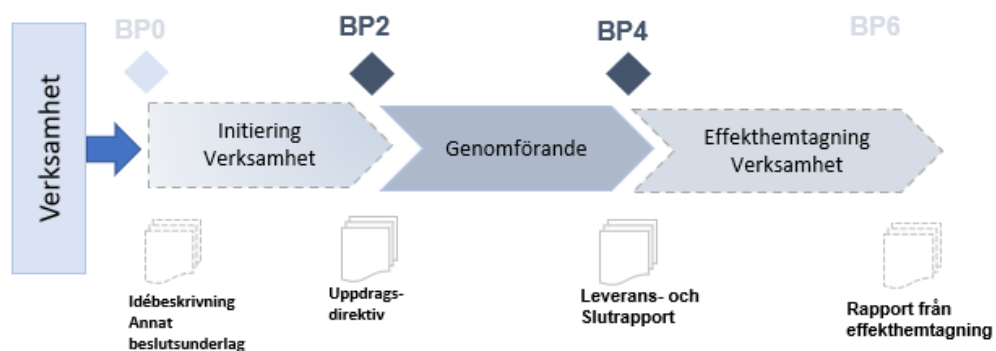 BP0
BP2
BP4
BP6
Verksamhet
Initiering
Verksamhet
Genomförande
Effekthemtagning
Verksamhet
Idébeskrivning
Annat
beslutsunderlag
Uppdrags-
direktiv
Leverans- och
Slutrapport
Rapport från
effekthemtagning